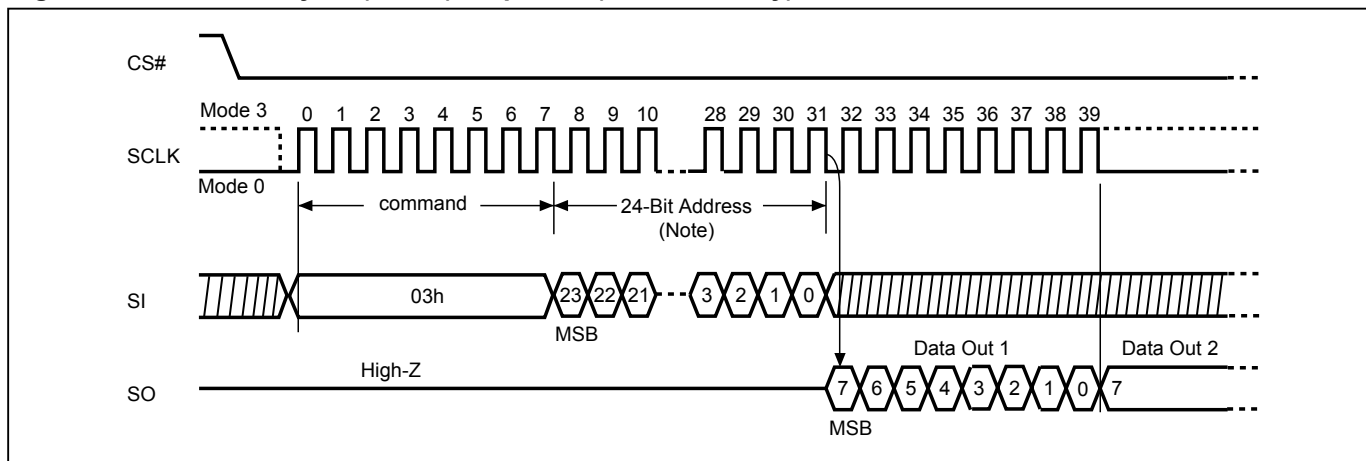 CS#
Mode 3
0 1 2 3 4 5 6 7 8 9 10 28 29 30 31 32 33 34 35 36 37 38 39
SCLK
Mode 0
command
24-Bit Address
(Note)
SI
03h
23 22 21 3 2 1 0
MSB
Data Out 1
Data Out 2
High-Z
SO
7 6 5 4 3 2 1 0 7
MSB